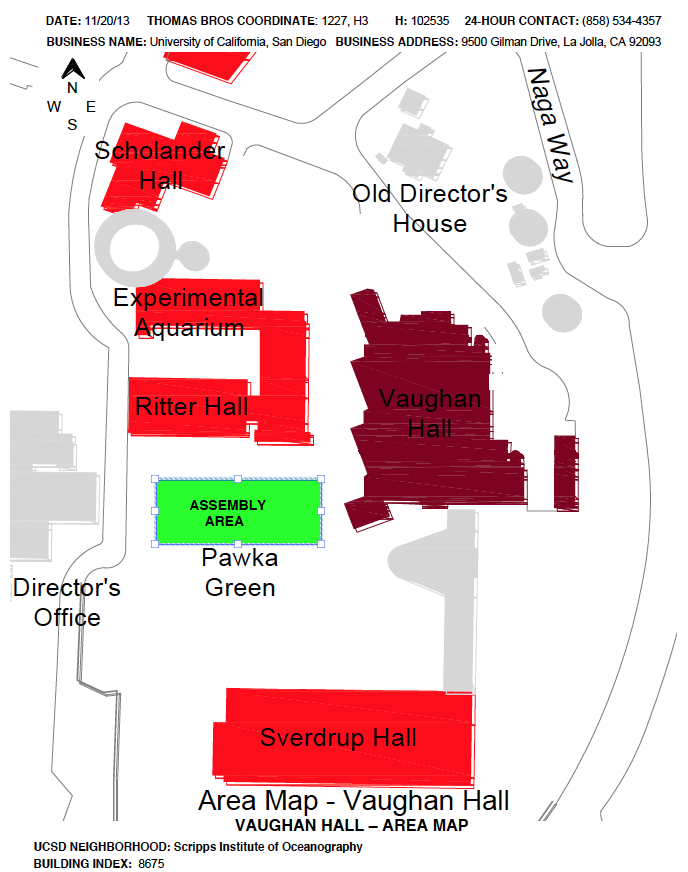 DATE: 11/20/13 THOMAS BROS COORDINATE: 1227, H3 H: 102535 24-HOUR CONTACT: (858) 534-4357
BUSINESS NAME: University of California, San Diego BUSINESS ADDRESS: 9500 Gilman Drive, La Jolla, CA 92093
N
W E
S
Naga Way
Scholander
Hall
Old Director's
House
Experimental
Aquarium
Ritter Hall
Vaughan
Hall
ASSEMBLY
AREA
Pawka
Green
Director's
Office
Sverdrup Hall
Area Map - Vaughan Hall
VAUGHAN HALL – AREA MAP
UCSD NEIGHBORHOOD: Scripps Institute of Oceanography
BUILDING INDEX: 8675